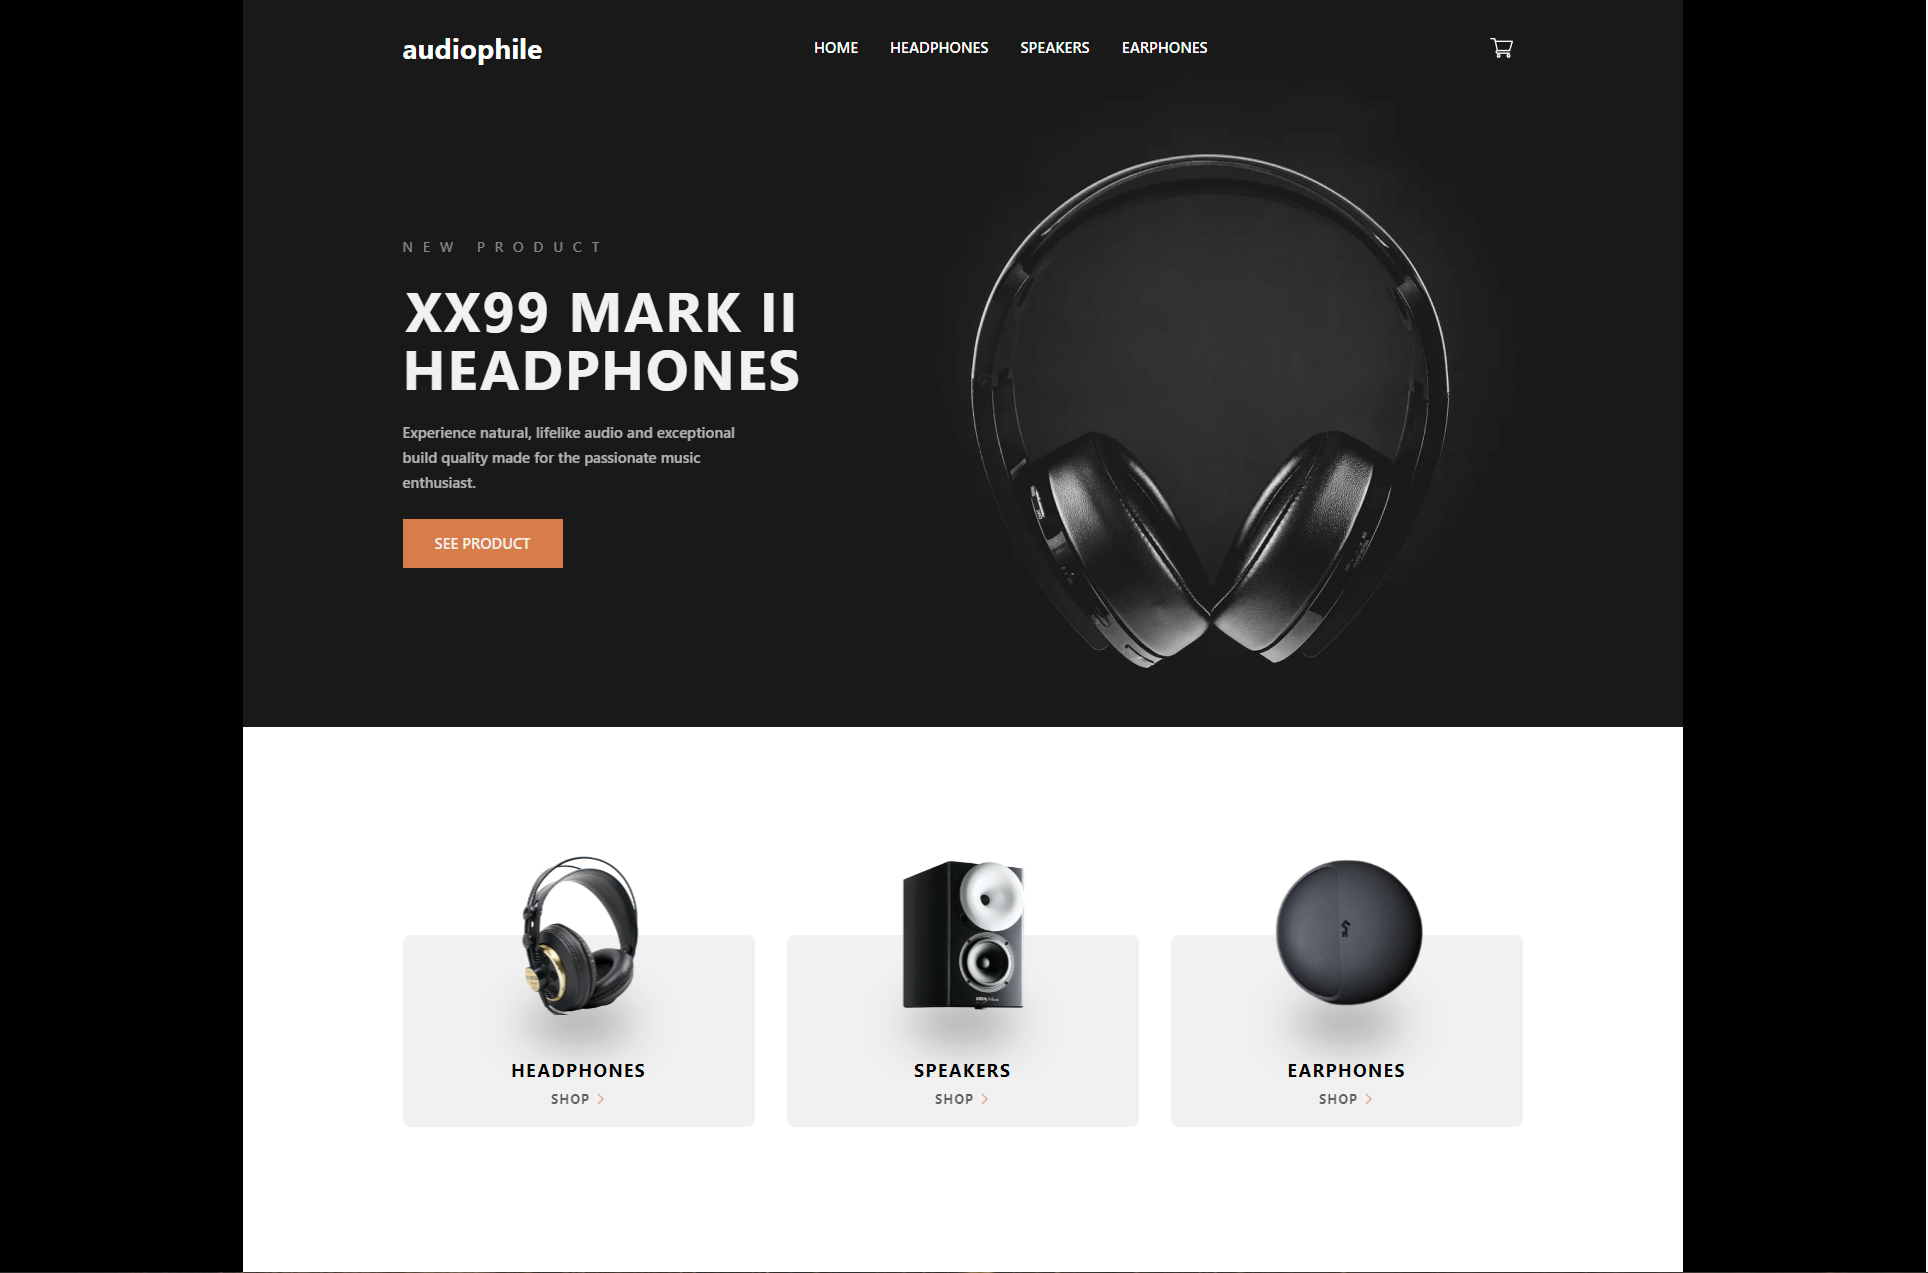 audiophile
HOME HEADPHONES SPEAKERS EARPHONES
NEW PRODUCT
XX99 MARK II
HEADPHONES
Experience natural, lifelike audio and exceptional
build quality made for the passionate music
enthusiast.
SEE PRODUCT
HEADPHONES
SHOP
SPEAKERS
SHOP
EARPHONES
SHOP